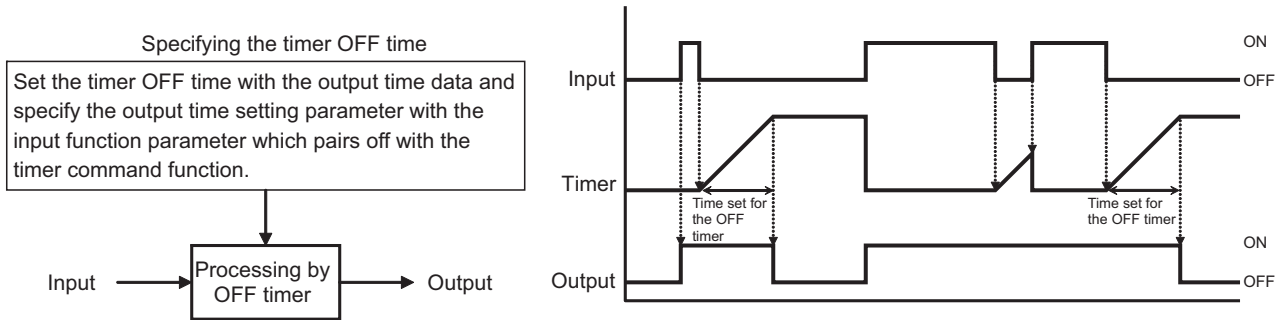 Specifying the timer OFF time
Set the timer OFF time with the output time data and
specify the output time setting parameter with the
input function parameter which pairs off with the
timer command function.
Input
Processing by
OFF timer
Output
Input
ON
OFF
Timer
Time set for
the OFF
timer
Time set for
the OFF timer
Output
ON
OFF